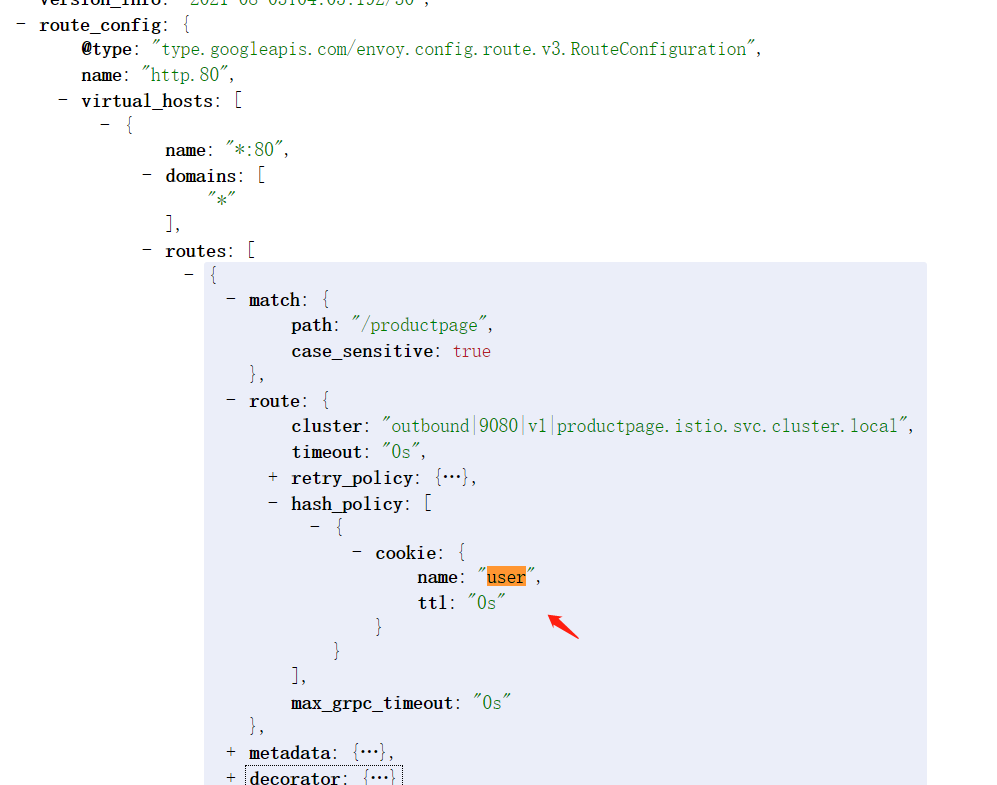 version_info: "2021-08-03T04:05:19Z/30",
− route_config: {
@type: "type.googleapis.com/envoy.config.route.v3.RouteConfiguration",
name: "http.80",
− virtual_hosts: [
− {
name: "*:80",
− domains: [
"*"
],
− routes: [
− {
− match: {
path: "/productpage",
case_sensitive: true
},
− route: {
cluster: "outbound|9080|v1|productpage.istio.svc.cluster.local",
timeout: "0s",
+ retry_policy: {…},
− hash_policy: [
− {
− cookie: {
name: "user",
ttl: "0s"
}
}
],
max_grpc_timeout: "0s"
},
+ metadata: {…},
+ decorator: {…}